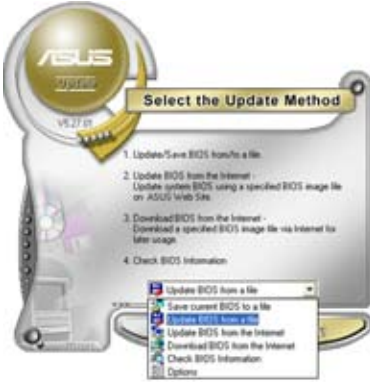 ASUS
Update
V6.27.01
Select the Update Method
1. Update/Save BIOS from/to a file.
2. Update BIOS from the Internet -
Update system BIOS using a specified BIOS image file
on ASUS Web Site.
3. Download BIOS from the Internet -
Download a specified BIOS image file via Internet for
later usage.
4. Check BIOS Information
Update BIOS from a file
Save current BIOS to a file
Update BIOS from a file
Update BIOS from the Internet
Download BIOS from the Internet
Check BIOS Information
Options